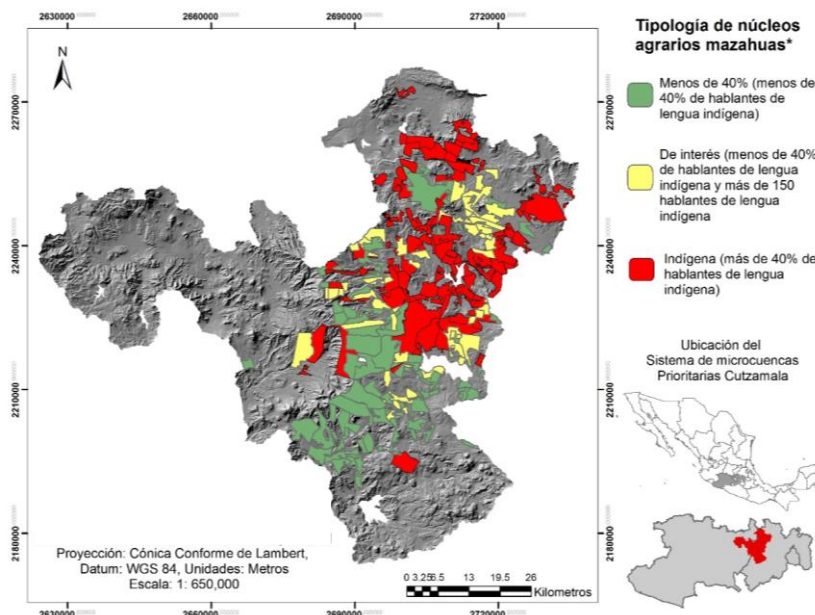 2630000 2660000 2690000 2720000
N
2270000 2270000
2240000 2240000
2210000 2210000
2180000 2180000
Proyección: Cónica Conforme de Lambert,
Datum: WGS 84, Unidades: Metros
Escala: 1: 650,000
0 3.25 6.5 13 19.5 26
Kilometros
2630000 2660000 2690000 2720000
Tipología de núcleos
agrarios mazahuas*
Menos de 40% (menos de
40% de hablantes de
lengua indígena)
De interés (menos de 40%
de hablantes de lengua
indígena y más de 150
hablantes de lengua
indígena
Indígena (más de 40% de
hablantes de lengua
indígena)
Ubicación del
Sistema de microcuencas
Prioritarias Cutzamala